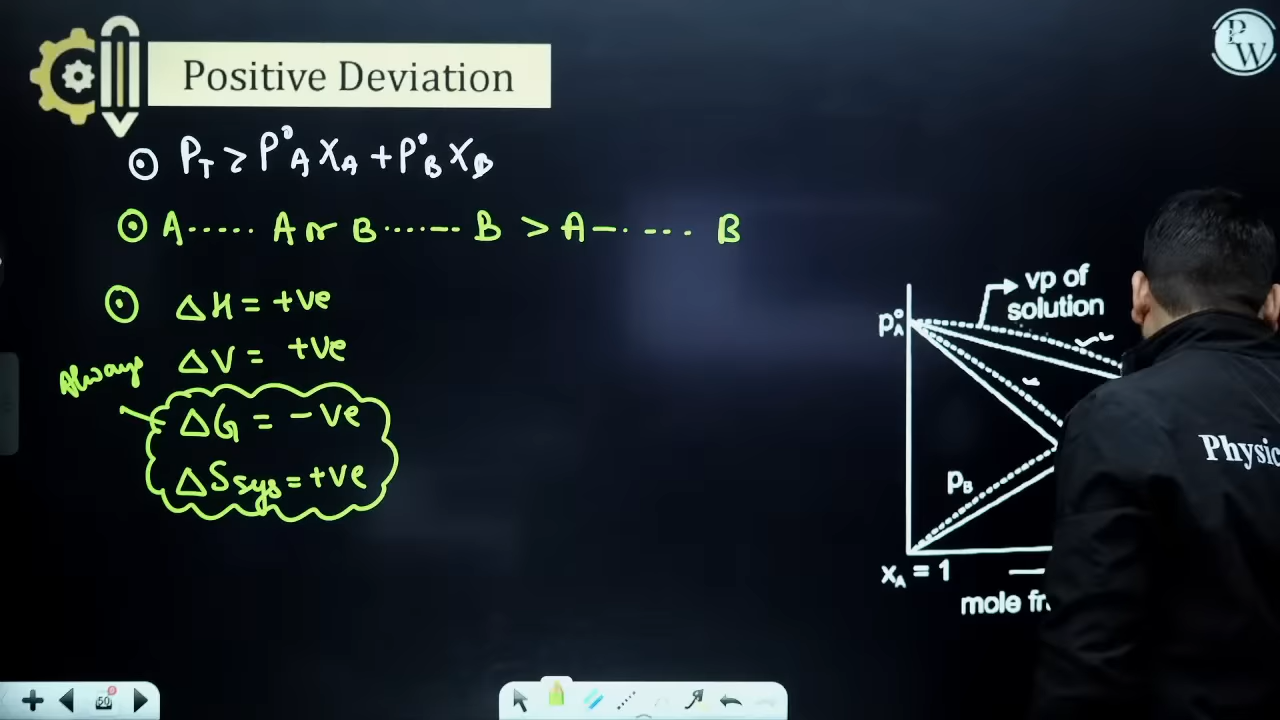 Positive Deviation
PW
⊙ P_T > P°_A X_A + P°_B X_B
⊙ A ..... A or B ........ B > A -. --- . B
⊙ ΔH = +ve
ΔV = +ve
Always
ΔG = -ve
ΔS_sys = +ve
vp of
solution
p°_A
p_B
x_A = 1
mole
Physic
50